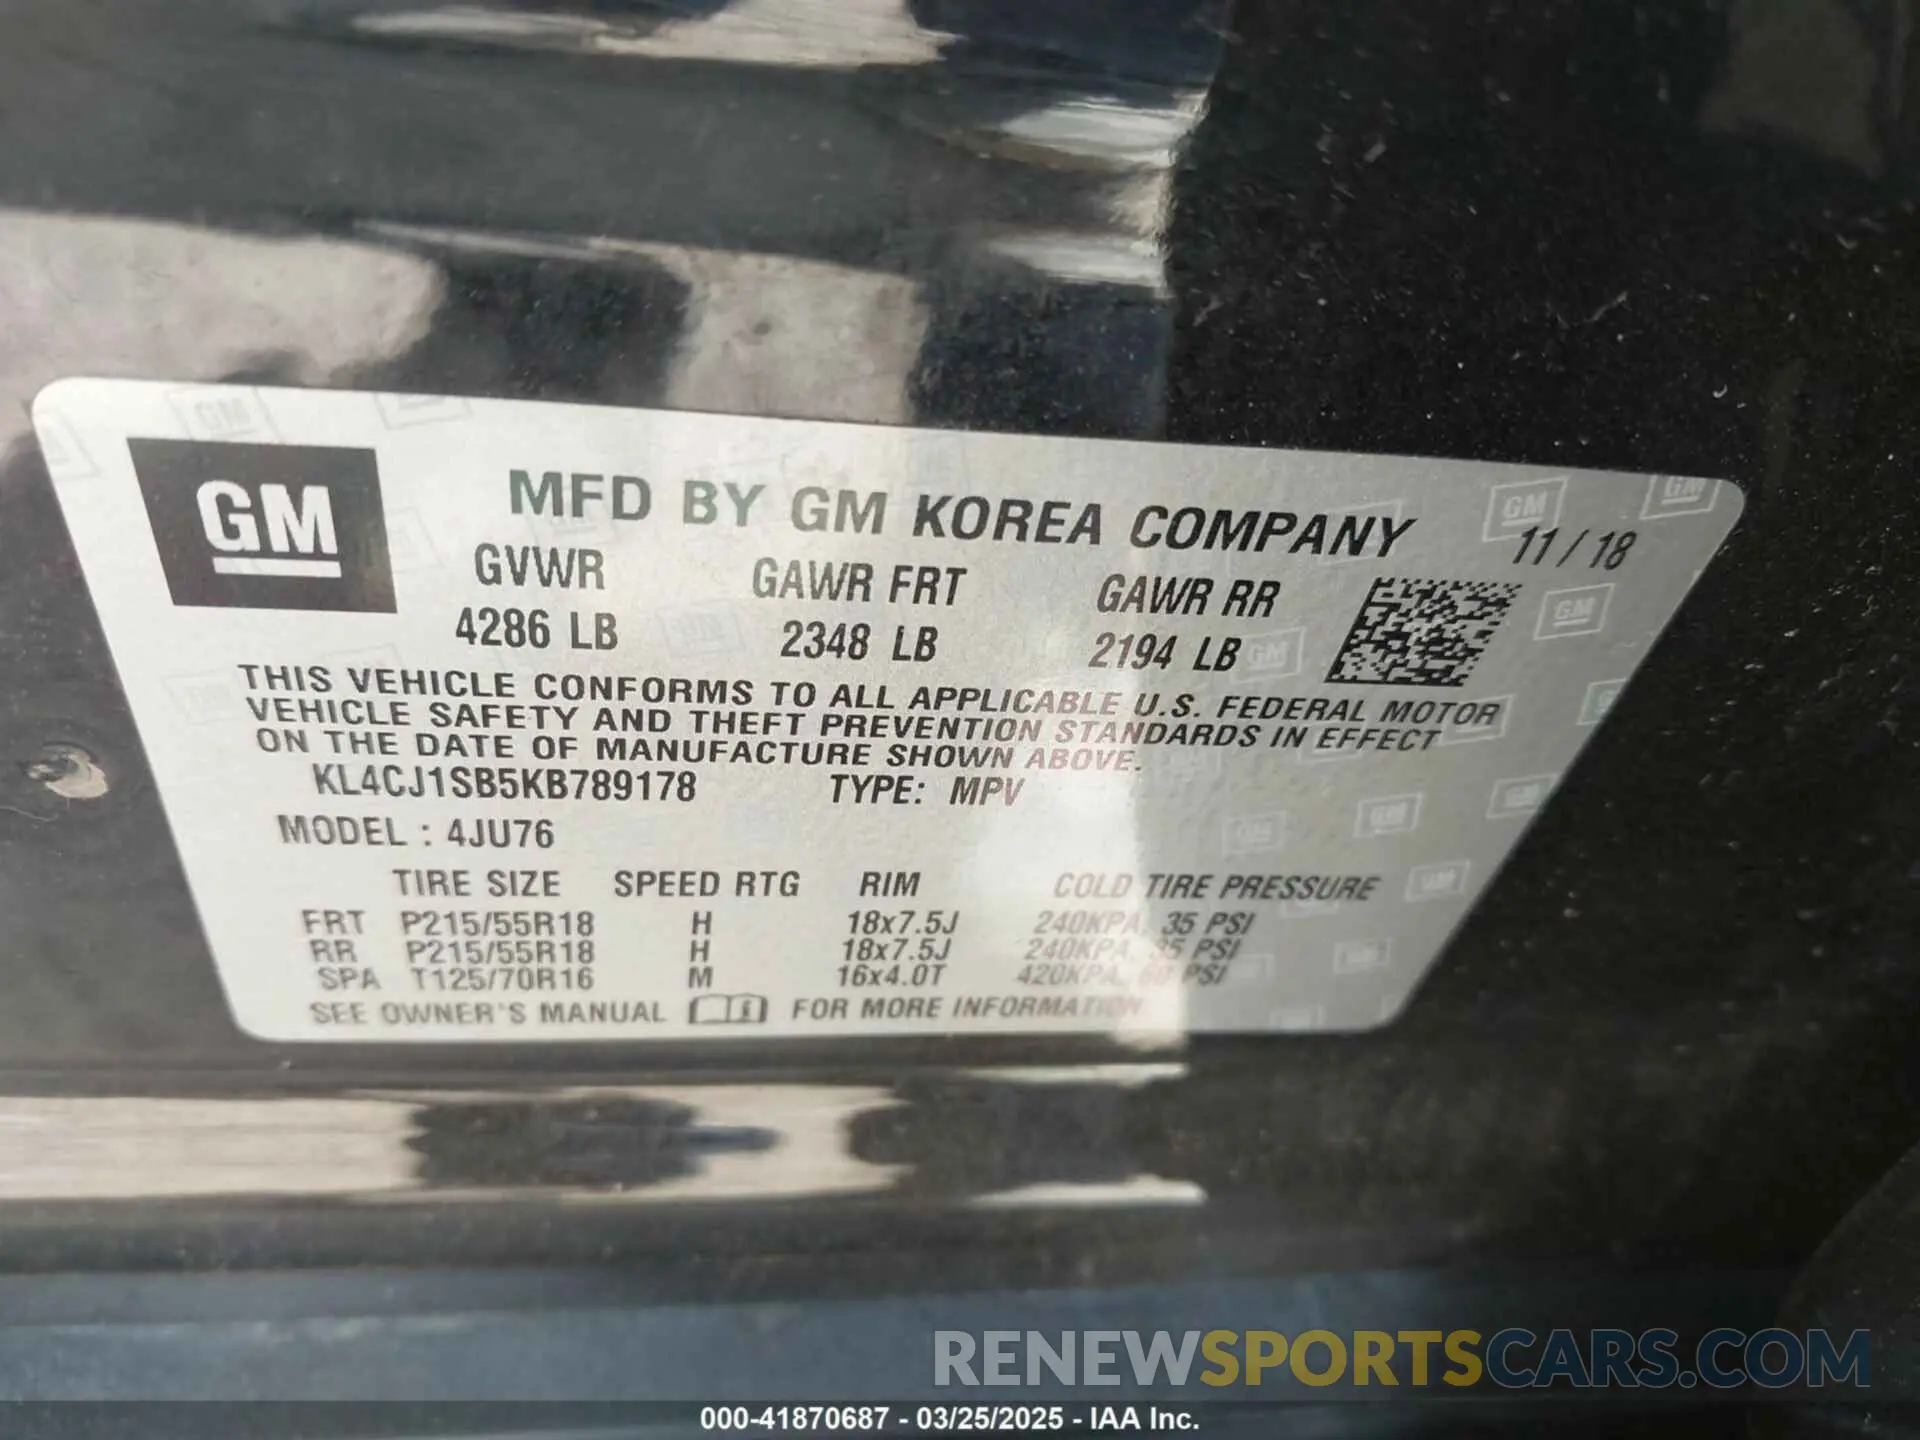 GM
MFD BY GM KOREA COMPANY 11/18
GVWR GAWR FRT GAWR RR
4286 LB 2348 LB 2194 LB
THIS VEHICLE CONFORMS TO ALL APPLICABLE U.S. FEDERAL MOTOR
VEHICLE SAFETY AND THEFT PREVENTION STANDARDS IN EFFECT
ON THE DATE OF MANUFACTURE SHOWN ABOVE.
KL4CJ1SB5KB789178 TYPE: MPV
MODEL : 4JU76
TIRE SIZE SPEED RTG RIM COLD TIRE PRESSURE
FRT P215/55R18 H 18x7.5J 240KPA, 35 PSI
RR P215/55R18 H 18x7.5J 240KPA, 35 PSI
SPA T125/70R16 M 16x4.0T 420KPA, 60 PSI
SEE OWNER'S MANUAL FOR MORE INFORMATION
RENEWSPORTSCARS.COM
000-41870687 - 03/25/2025 - IAA Inc.